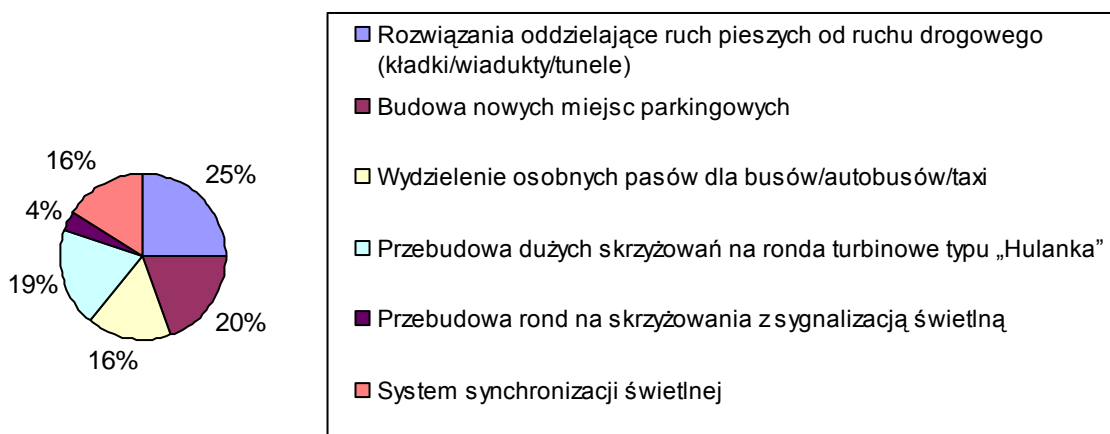 Rozwiązania oddzielające ruch pieszych od ruchu drogowego
(kładki/wiadukty/tunele)
Budowa nowych miejsc parkingowych
Wydzielenie osobnych pasów dla busów/autobusów/taxi
Przebudowa dużych skrzyżowań na ronda turbinowe typu „Hulanka”
Przebudowa rond na skrzyżowania z sygnalizacją świetlną
System synchronizacji świetlnej
16%
25%
4%
19%
20%
16%